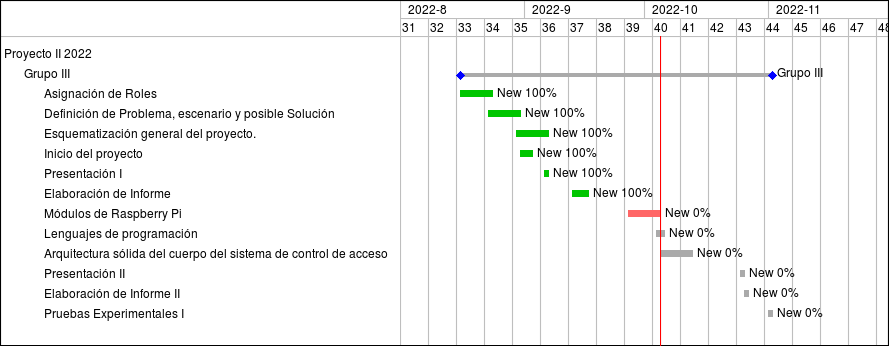 2022-8 2022-9 2022-10 2022-11
31 32 33 34 35 36 37 38 39 40 41 42 43 44 45 46 47 48
Proyecto II 2022
Grupo III Grupo III
Asignación de Roles New 100%
Definición de Problema, escenario y posible Solución New 100%
Esquematización general del proyecto. New 100%
Inicio del proyecto New 100%
Presentación I New 100%
Elaboración de Informe New 100%
Módulos de Raspberry Pi New 0%
Lenguajes de programación New 0%
Arquitectura sólida del cuerpo del sistema de control de acceso New 0%
Presentación II New 0%
Elaboración de Informe II New 0%
Pruebas Experimentales I New 0%